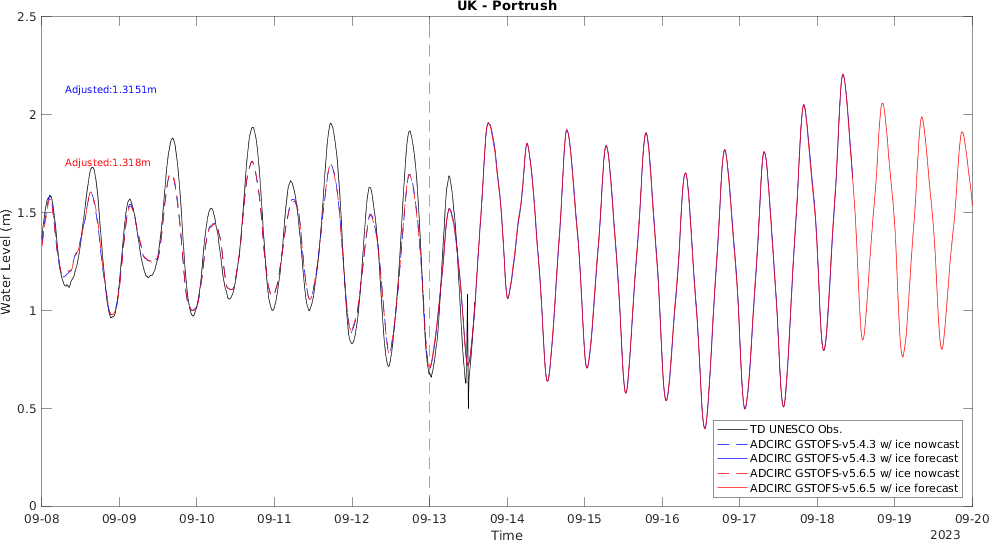 UK - Portrush
2.5
2
1.5
1
0.5
0
Water Level (m)
Adjusted:1.3151m
Adjusted:1.318m
TD UNESCO Obs.
ADCIRC GSTOFS-v5.4.3 w/ ice nowcast
ADCIRC GSTOFS-v5.4.3 w/ ice forecast
ADCIRC GSTOFS-v5.6.5 w/ ice nowcast
ADCIRC GSTOFS-v5.6.5 w/ ice forecast
09-08 09-09 09-10 09-11 09-12 09-13 09-14 09-15 09-16 09-17 09-18 09-19 09-20
Time
2023